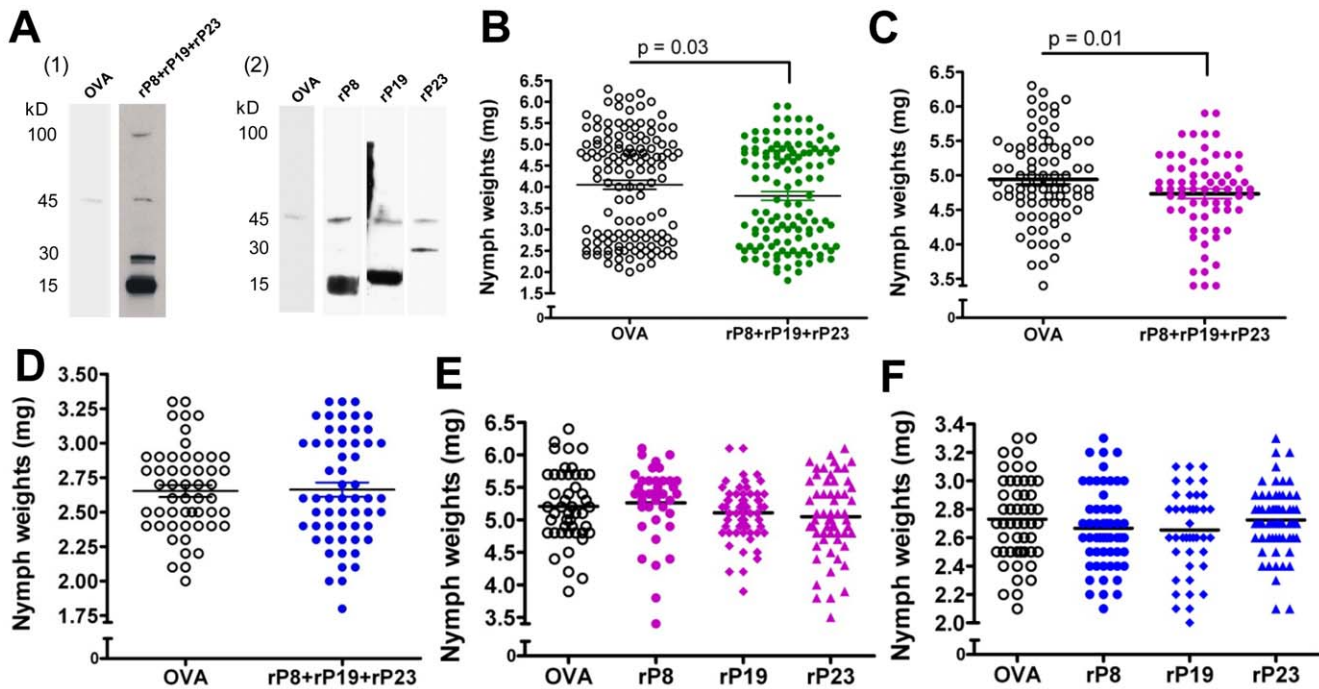 A
(1)
OVA
rP8+rP19+rP23
kD
100
45
30
15
(2)
OVA
rP8
rP19
rP23
kD
100
45
30
15
B
p = 0.03
Nymph weights (mg)
6.5
6.0
5.5
5.0
4.5
4.0
3.5
3.0
2.5
2.0
1.5
0
OVA
rP8+rP19+rP23
C
p = 0.01
Nymph weights (mg)
6.5
6.0
5.5
5.0
4.5
4.0
3.5
0
OVA
rP8+rP19+rP23
D
Nymph weights (mg)
3.50
3.25
3.00
2.75
2.50
2.25
2.00
1.75
0
OVA
rP8+rP19+rP23
E
Nymph weights (mg)
6.5
6.0
5.5
5.0
4.5
4.0
3.5
0
OVA
rP8
rP19
rP23
F
Nymph weights (mg)
3.4
3.2
3.0
2.8
2.6
2.4
2.2
2.0
0
OVA
rP8
rP19
rP23